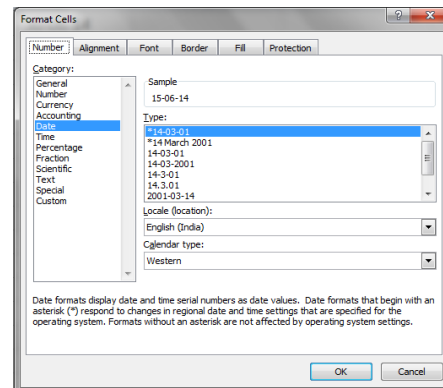 Format Cells
Number Alignment Font Border Fill Protection
Category:
General
Number
Currency
Accounting
Date
Time
Percentage
Fraction
Scientific
Text
Special
Custom
Sample
15-06-14
Type:
*14-03-01
*14 March 2001
14-03-01
14-03-2001
14-3-01
14.3.01
2001-03-14
Locale (location):
English (India)
Calendar type:
Western
Date formats display date and time serial numbers as date values. Date formats that begin with an
asterisk (*) respond to changes in regional date and time settings that are specified for the
operating system. Formats without an asterisk are not affected by operating system settings.
OK Cancel